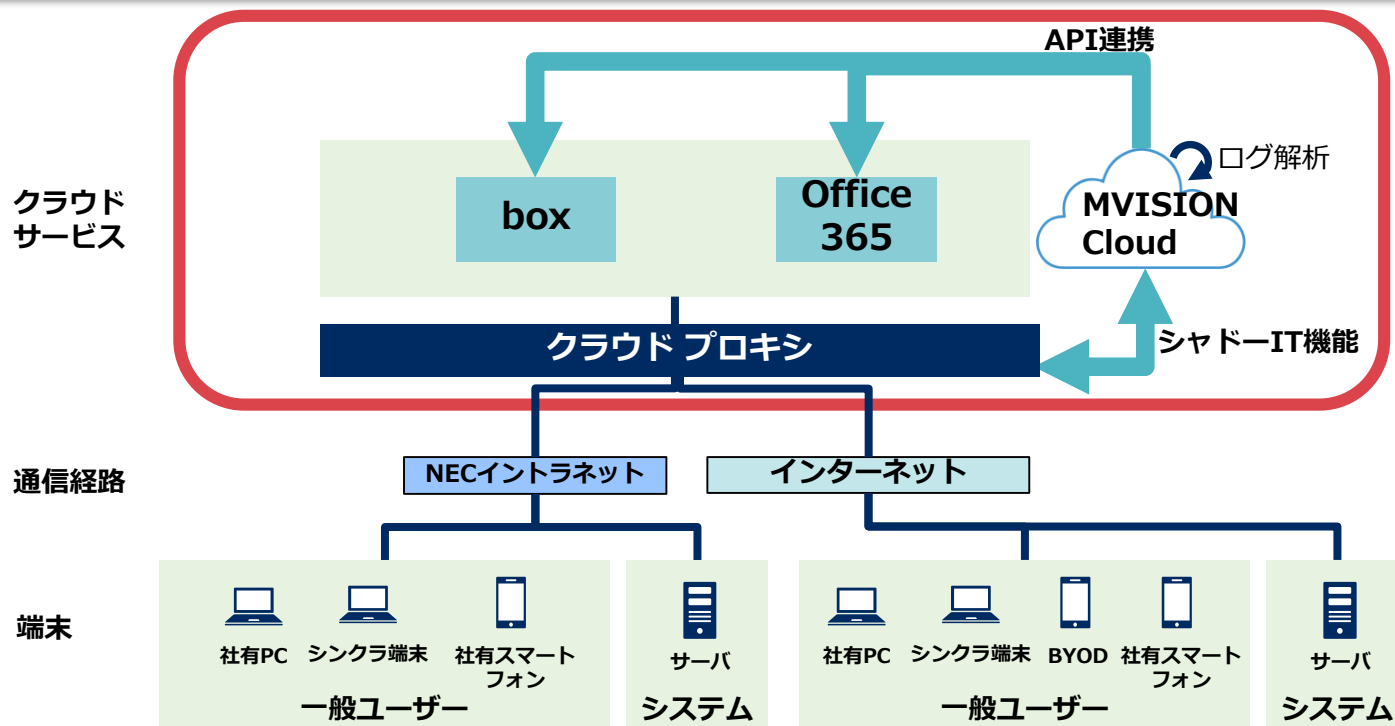 API連携
ログ解析
クラウド
サービス
box
Office
365
MVISION
Cloud
クラウド プロキシ
シャドーIT機能
通信経路
NECイントラネット
インターネット
端末
社有PC
シンクラ端末
社有スマート
フォン
一般ユーザー
サーバ
システム
社有PC
シンクラ端末
BYOD
社有スマート
フォン
一般ユーザー
サーバ
システム